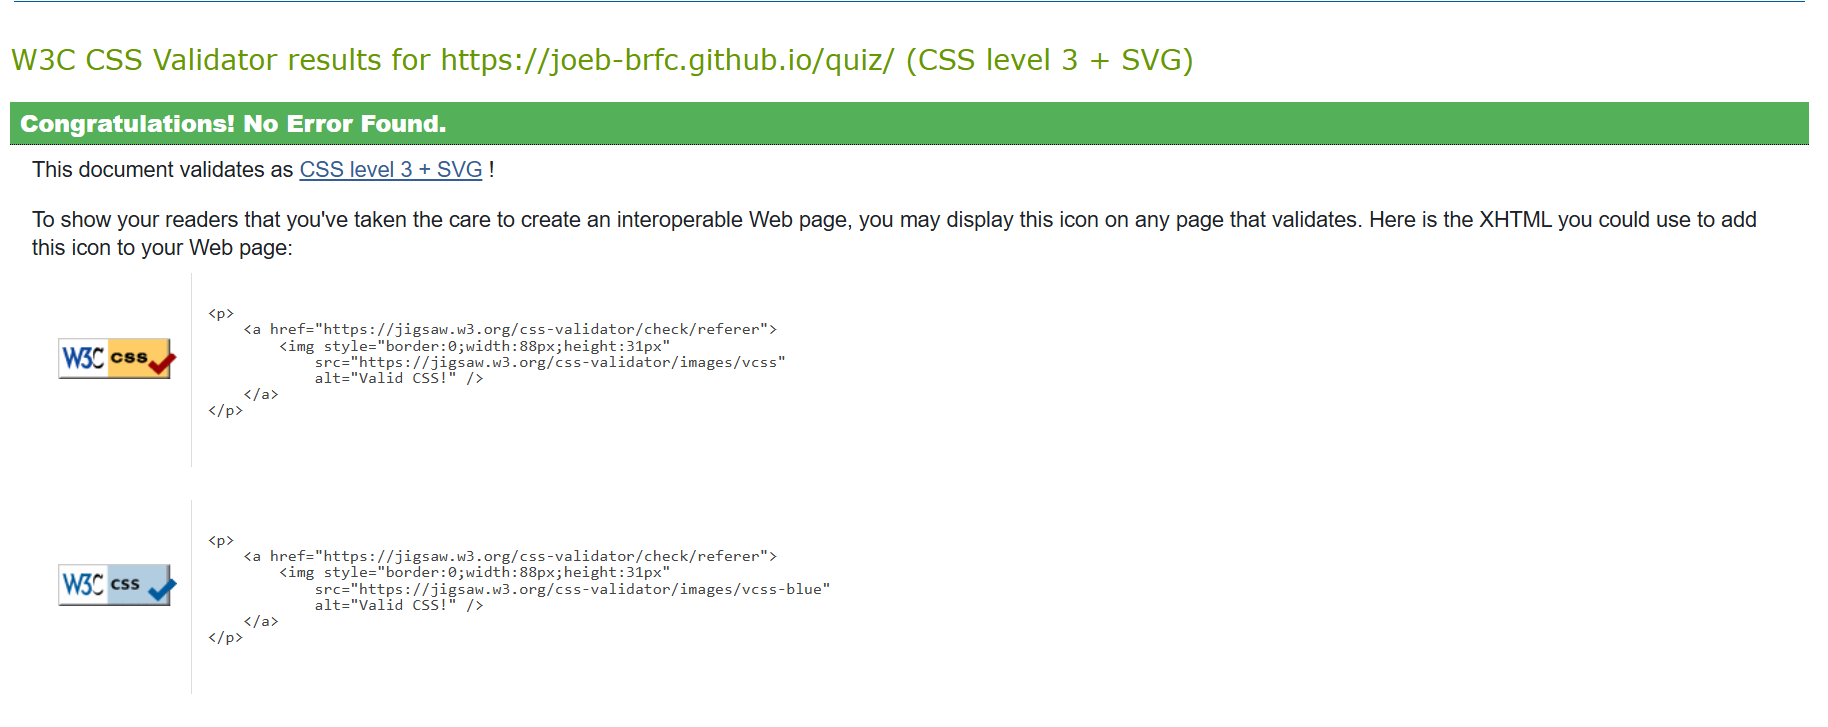 W3C CSS Validator results for https://joeb-brfc.github.io/quiz/ (CSS level 3 + SVG)
Congratulations! No Error Found.
This document validates as CSS level 3 + SVG !
To show your readers that you've taken the care to create an interoperable Web page, you may display this icon on any page that validates. Here is the XHTML you could use to add
this icon to your Web page:
W3C css
<p>
    <a href="https://jigsaw.w3.org/css-validator/check/referer">
        <img style="border:0;width:88px;height:31px"
            src="https://jigsaw.w3.org/css-validator/images/vcss"
            alt="Valid CSS!" />
    </a>
</p>
W3C css
<p>
    <a href="https://jigsaw.w3.org/css-validator/check/referer">
        <img style="border:0;width:88px;height:31px"
            src="https://jigsaw.w3.org/css-validator/images/vcss-blue"
            alt="Valid CSS!" />
    </a>
</p>